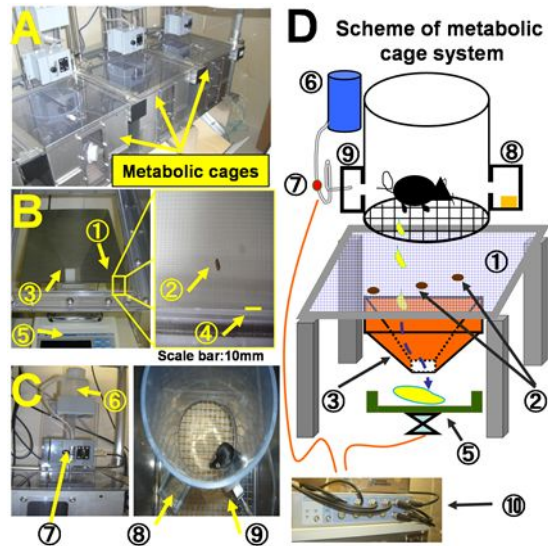 A
Metabolic cages
B
①
③
②
④
⑤
Scale bar:10mm
C
⑥
⑦
⑧
⑨
D
Scheme of metabolic
cage system
⑥
⑨
⑧
⑦
①
③
②
⑤
⑩